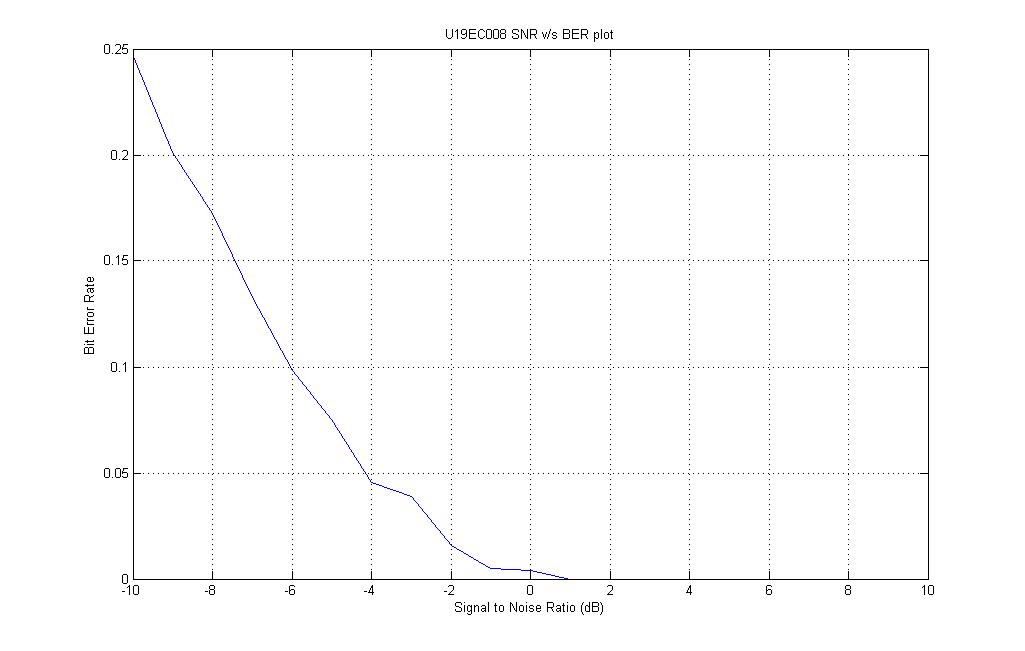 U19EC008 SNR v/s BER plot
0.25
0.2
0.15
0.1
0.05
0
Bit Error Rate
-10 -8 -6 -4 -2 0 2 4 6 8 10
Signal to Noise Ratio (dB)